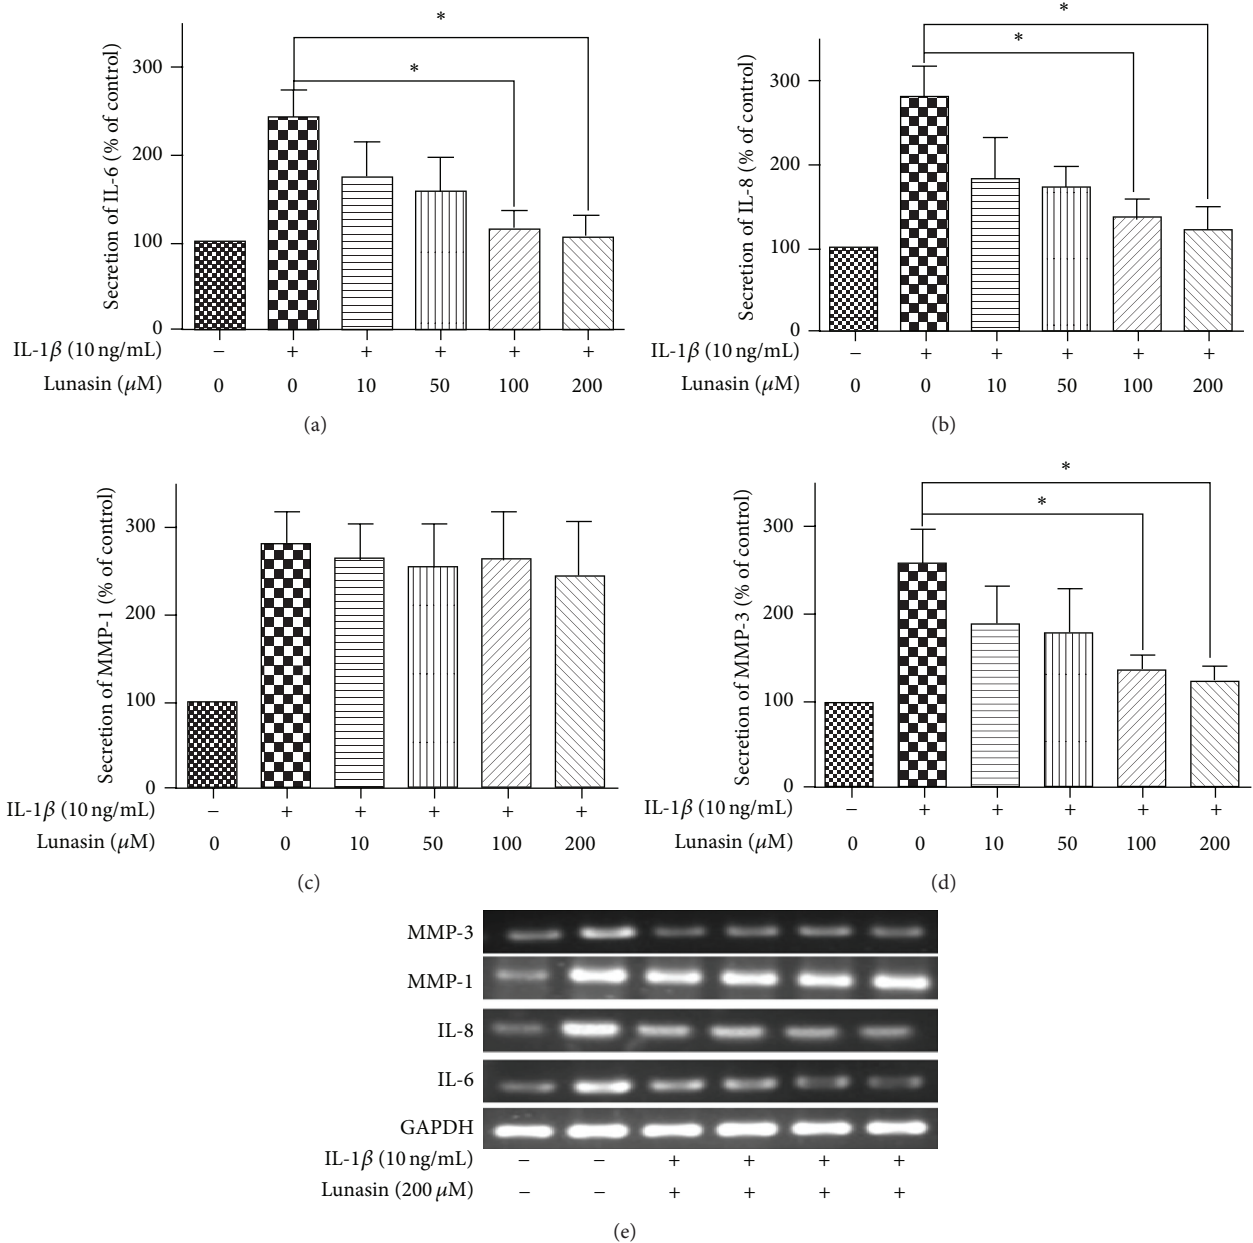 *
*
Secretion of IL-6 (% of control)
300
200
100
0
IL-1β (10 ng/mL) − + + + + +
Lunasin (μM) 0 0 10 50 100 200
(a)
*
*
Secretion of IL-8 (% of control)
300
200
100
0
IL-1β (10 ng/mL) − + + + + +
Lunasin (μM) 0 0 10 50 100 200
(b)
Secretion of MMP-1 (% of control)
300
200
100
0
IL-1β (10 ng/mL) − + + + + +
Lunasin (μM) 0 0 10 50 100 200
(c)
*
*
Secretion of MMP-3 (% of control)
300
200
100
0
IL-1β (10 ng/mL) − + + + + +
Lunasin (μM) 0 0 10 50 100 200
(d)
MMP-3
MMP-1
IL-8
IL-6
GAPDH
IL-1β (10 ng/mL) − − + + + +
Lunasin (200 μM) − − + + + +
(e)